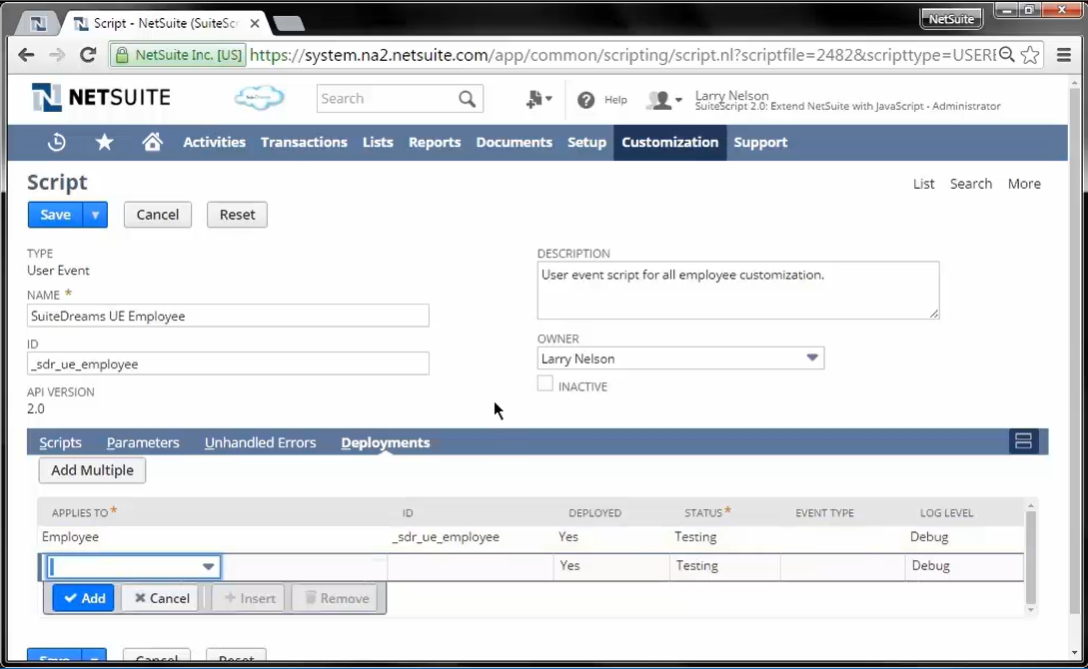 Script - NetSuite (SuiteScr
NetSuite
NetSuite Inc. [US] https://system.na2.netsuite.com/app/common/scripting/script.nl?scriptfile=2482&scripttype=USERE
NETSUITE
Search
Help
Larry Nelson
SuiteScript 2.0: Extend NetSuite with JavaScript - Administrator
Activities Transactions Lists Reports Documents Setup Customization Support
Script
List Search More
Save Cancel Reset
TYPE
User Event
NAME *
SuiteDreams UE Employee
ID
_sdr_ue_employee
API VERSION
2.0
DESCRIPTION
User event script for all employee customization.
OWNER
Larry Nelson
INACTIVE
Scripts Parameters Unhandled Errors Deployments
Add Multiple
APPLIES TO * ID DEPLOYED STATUS * EVENT TYPE LOG LEVEL
Employee _sdr_ue_employee Yes Testing Debug
Yes Testing Debug
Add Cancel Insert Remove
Save Cancel Reset